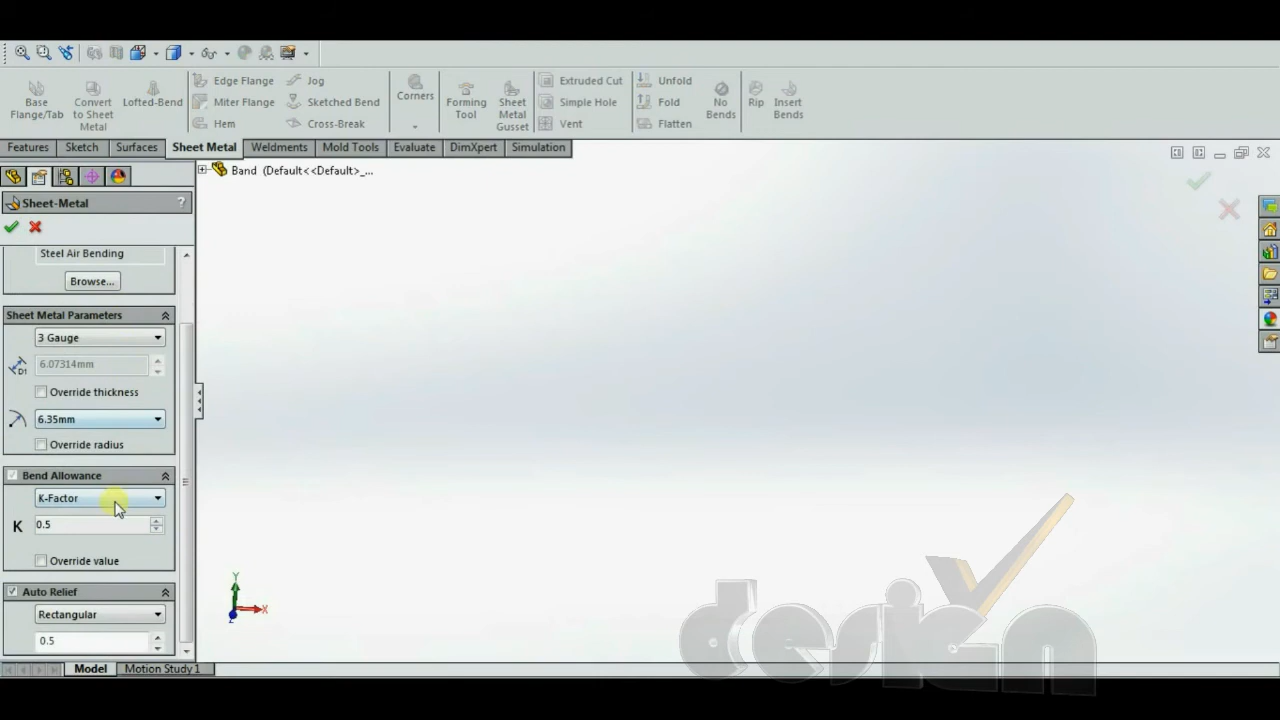 Base Flange/Tab
Convert to Sheet Metal
Lofted-Bend
Edge Flange
Miter Flange
Hem
Jog
Sketched Bend
Cross-Break
Corners
Forming Tool
Sheet Metal Gusset
Extruded Cut
Simple Hole
Vent
Unfold
Fold
Flatten
No Bends
Rip
Insert Bends
Features Sketch Surfaces Sheet Metal Weldments Mold Tools Evaluate DimXpert Simulation
Band (Default<<Default>_...
Sheet-Metal ?
Steel Air Bending
Browse...
Sheet Metal Parameters
3 Gauge
D1 6.07314mm
Override thickness
6.35mm
Override radius
Bend Allowance
K-Factor
K 0.5
Override value
Auto Relief
Rectangular
0.5
Y
X
Z
design
Model Motion Study1